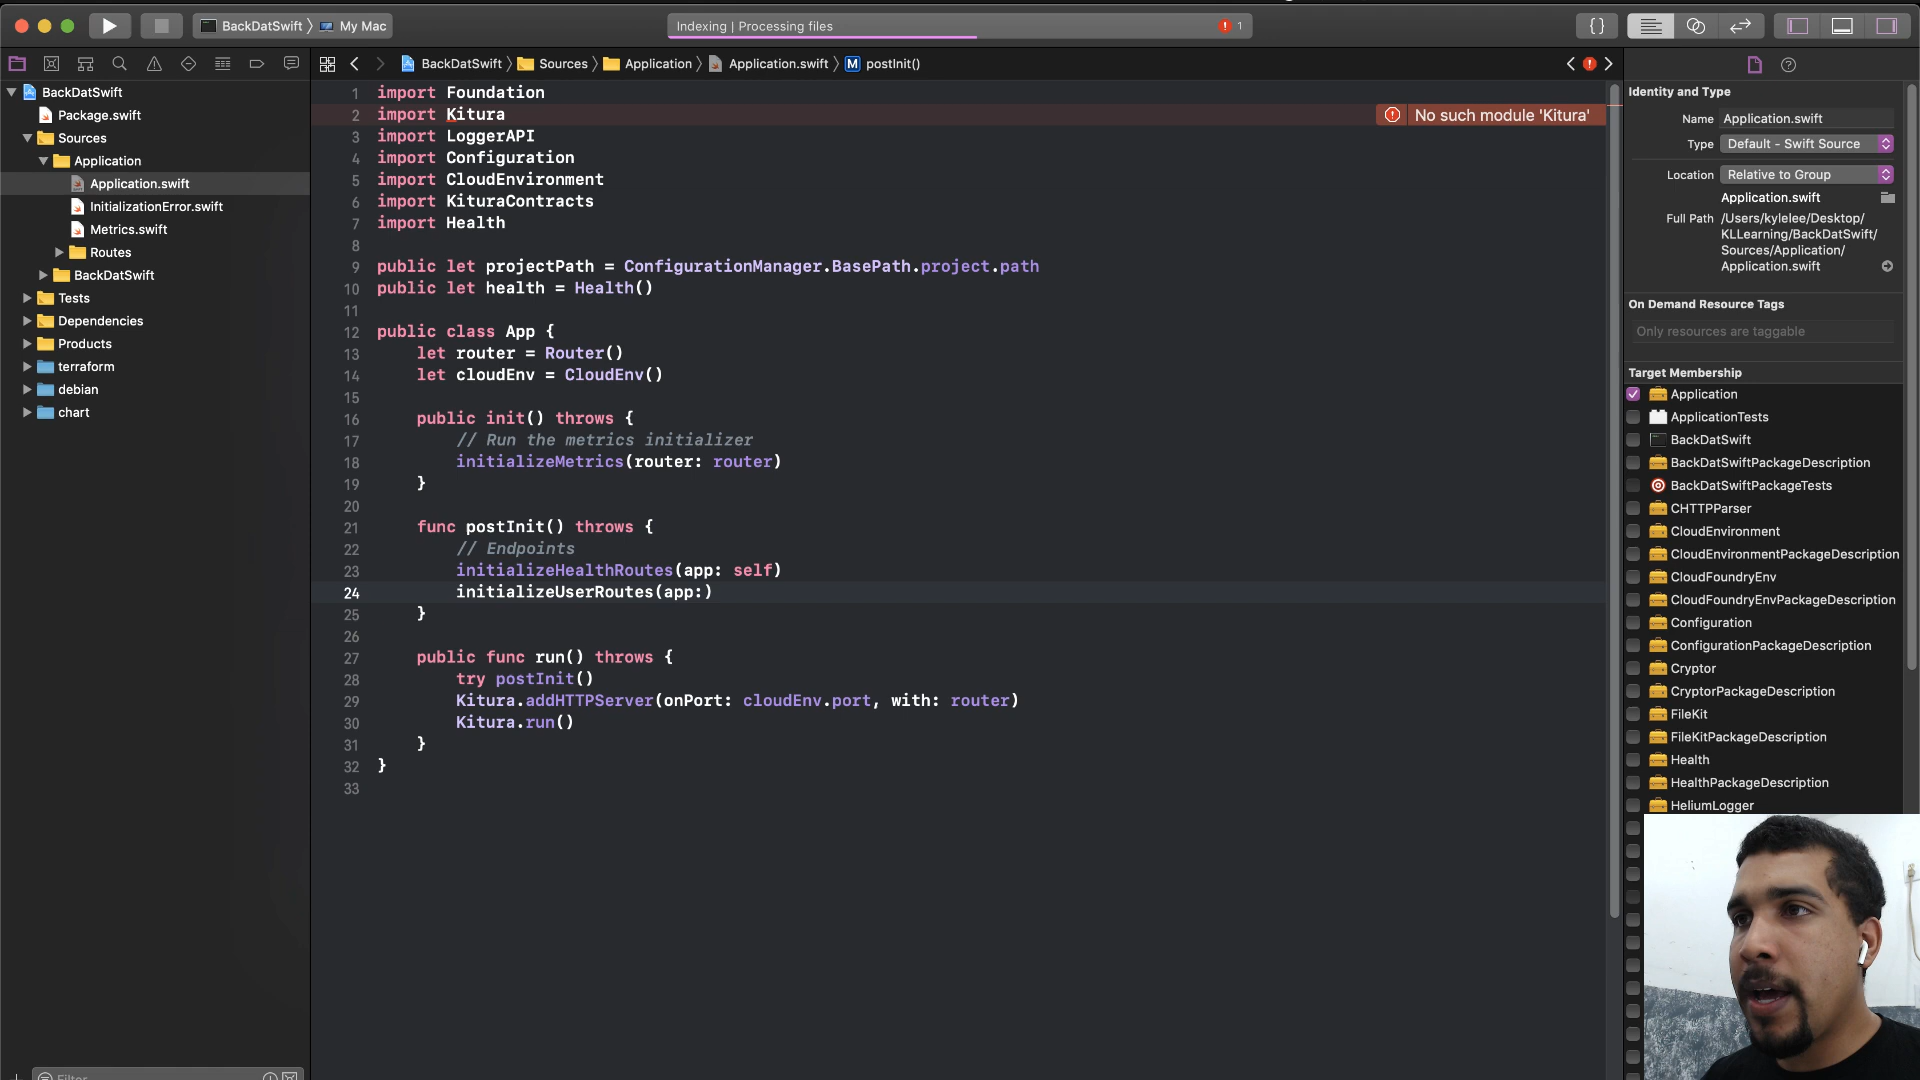 BackDatSwift
My Mac
Indexing | Processing files
1
{ }
BackDatSwift
Package.swift
Sources
Application
Application.swift
InitializationError.swift
Metrics.swift
Routes
BackDatSwift
Tests
Dependencies
Products
terraform
debian
chart
Filter
BackDatSwift
Sources
Application
Application.swift
M
postInit()
1 import Foundation
2 import Kitura
No such module 'Kitura'
3 import LoggerAPI
4 import Configuration
5 import CloudEnvironment
6 import KituraContracts
7 import Health
8
9 public let projectPath = ConfigurationManager.BasePath.project.path
10 public let health = Health()
11
12 public class App {
13 let router = Router()
14 let cloudEnv = CloudEnv()
15
16 public init() throws {
17 // Run the metrics initializer
18 initializeMetrics(router: router)
19 }
20
21 func postInit() throws {
22 // Endpoints
23 initializeHealthRoutes(app: self)
24 initializeUserRoutes(app:)
25 }
26
27 public func run() throws {
28 try postInit()
29 Kitura.addHTTPServer(onPort: cloudEnv.port, with: router)
30 Kitura.run()
31 }
32 }
33
Identity and Type
Name Application.swift
Type Default - Swift Source
Location Relative to Group
Application.swift
Full Path /Users/kylelee/Desktop/
KLLearning/BackDatSwift/
Sources/Application/
Application.swift
On Demand Resource Tags
Only resources are taggable
Target Membership
Application
ApplicationTests
BackDatSwift
BackDatSwiftPackageDescription
BackDatSwiftPackageTests
CHTTPParser
CloudEnvironment
CloudEnvironmentPackageDescription
CloudFoundryEnv
CloudFoundryEnvPackageDescription
Configuration
ConfigurationPackageDescription
Cryptor
CryptorPackageDescription
FileKit
FileKitPackageDescription
Health
HealthPackageDescription
HeliumLogger